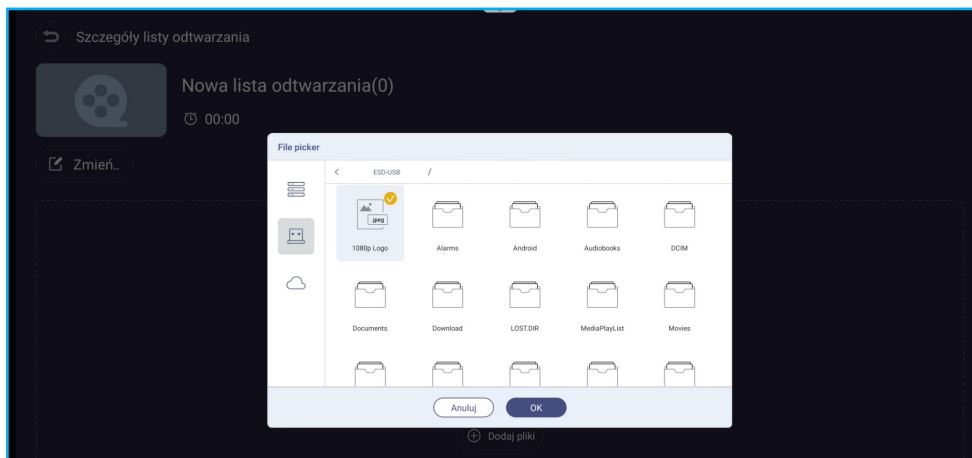 Szczegóły listy odtwarzania
Nowa lista odtwarzania(0)
00:00
Zmień..
File picker
< ESD-USB /
.jpeg
1080p Logo Alarms Android Audiobooks DCIM
Documents Download LOST.DIR MediaPlayList Movies
Anuluj OK
Dodaj pliki